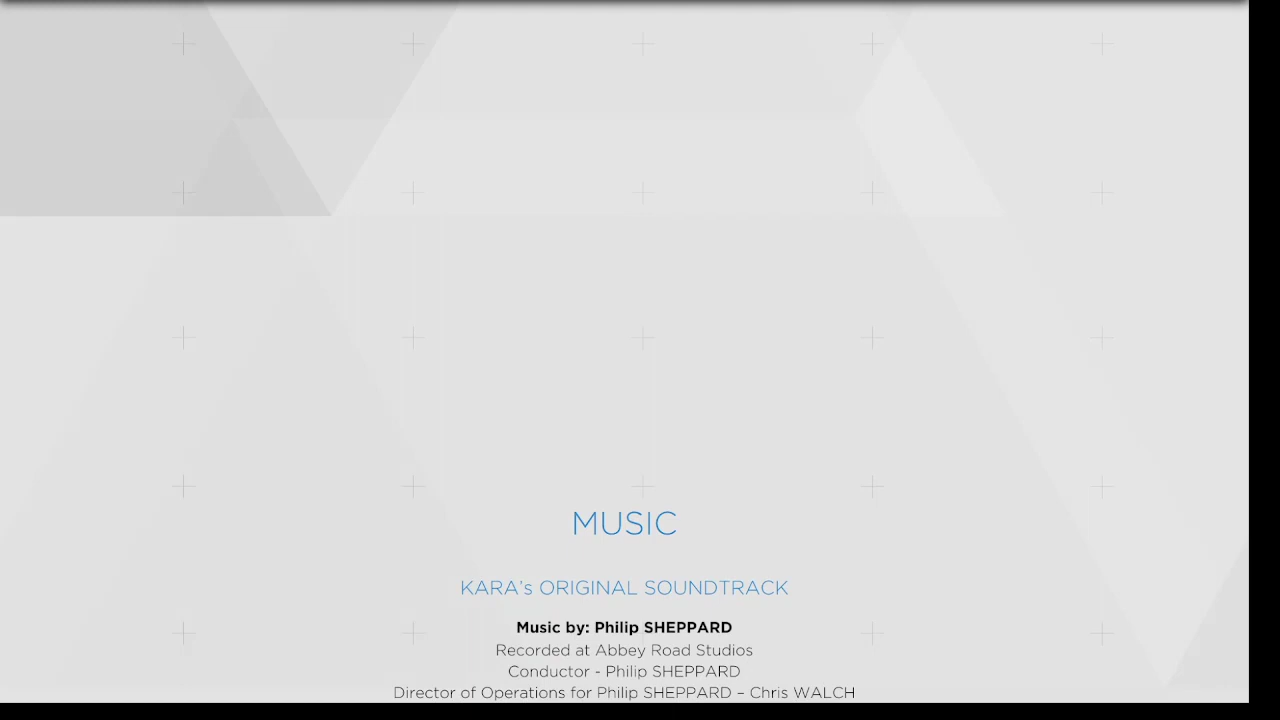 MUSIC
KARA's ORIGINAL SOUNDTRACK
Music by: Philip SHEPPARD
Recorded at Abbey Road Studios
Conductor - Philip SHEPPARD
Director of Operations for Philip SHEPPARD – Chris WALCH